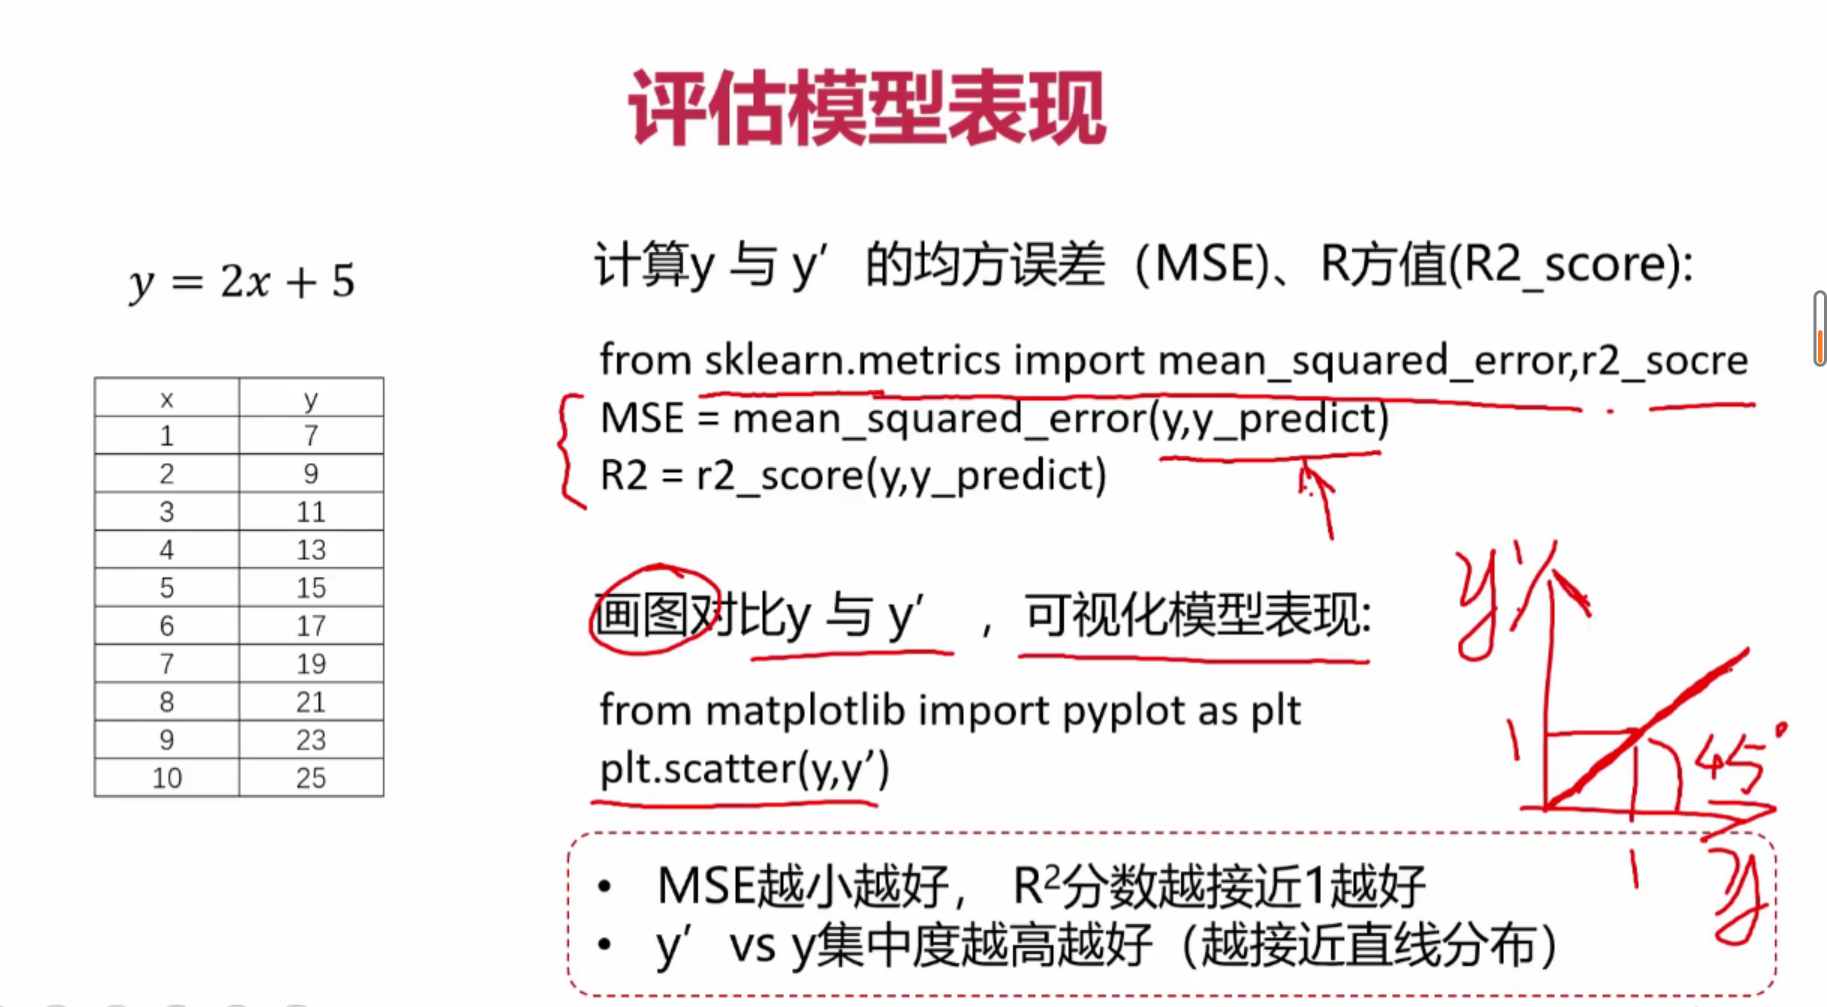 评估模型表现
y = 2x + 5
x y
1 7
2 9
3 11
4 13
5 15
6 17
7 19
8 21
9 23
10 25
计算y 与 y′ 的均方误差（MSE)、R方值(R2_score):
from sklearn.metrics import mean_squared_error,r2_socre
MSE = mean_squared_error(y,y_predict)
R2 = r2_score(y,y_predict)
画图对比y 与 y′ ，可视化模型表现:
from matplotlib import pyplot as plt
plt.scatter(y,y’)
y'
1
45°
1
y
• MSE越小越好， R²分数越接近1越好
• y′ vs y集中度越高越好（越接近直线分布）